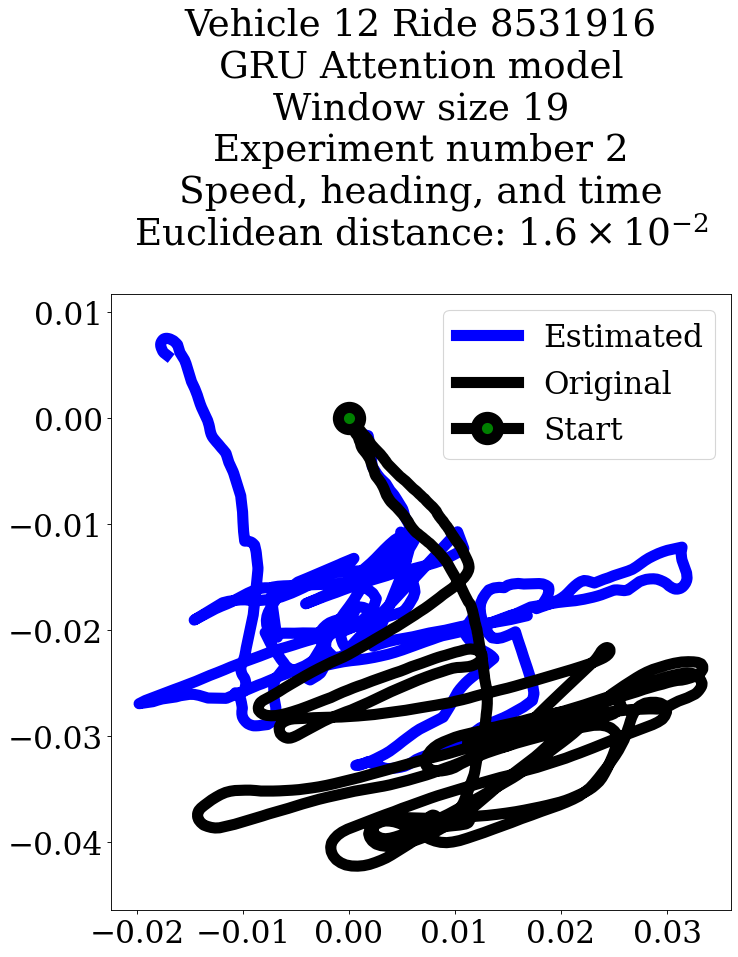 Vehicle 12 Ride 8531916
GRU Attention model
Window size 19
Experiment number 2
Speed, heading, and time
Euclidean distance: 1.6 × 10⁻²
Estimated
Original
Start
0.01
0.00
−0.01
−0.02
−0.03
−0.04
−0.02 −0.01 0.00 0.01 0.02 0.03